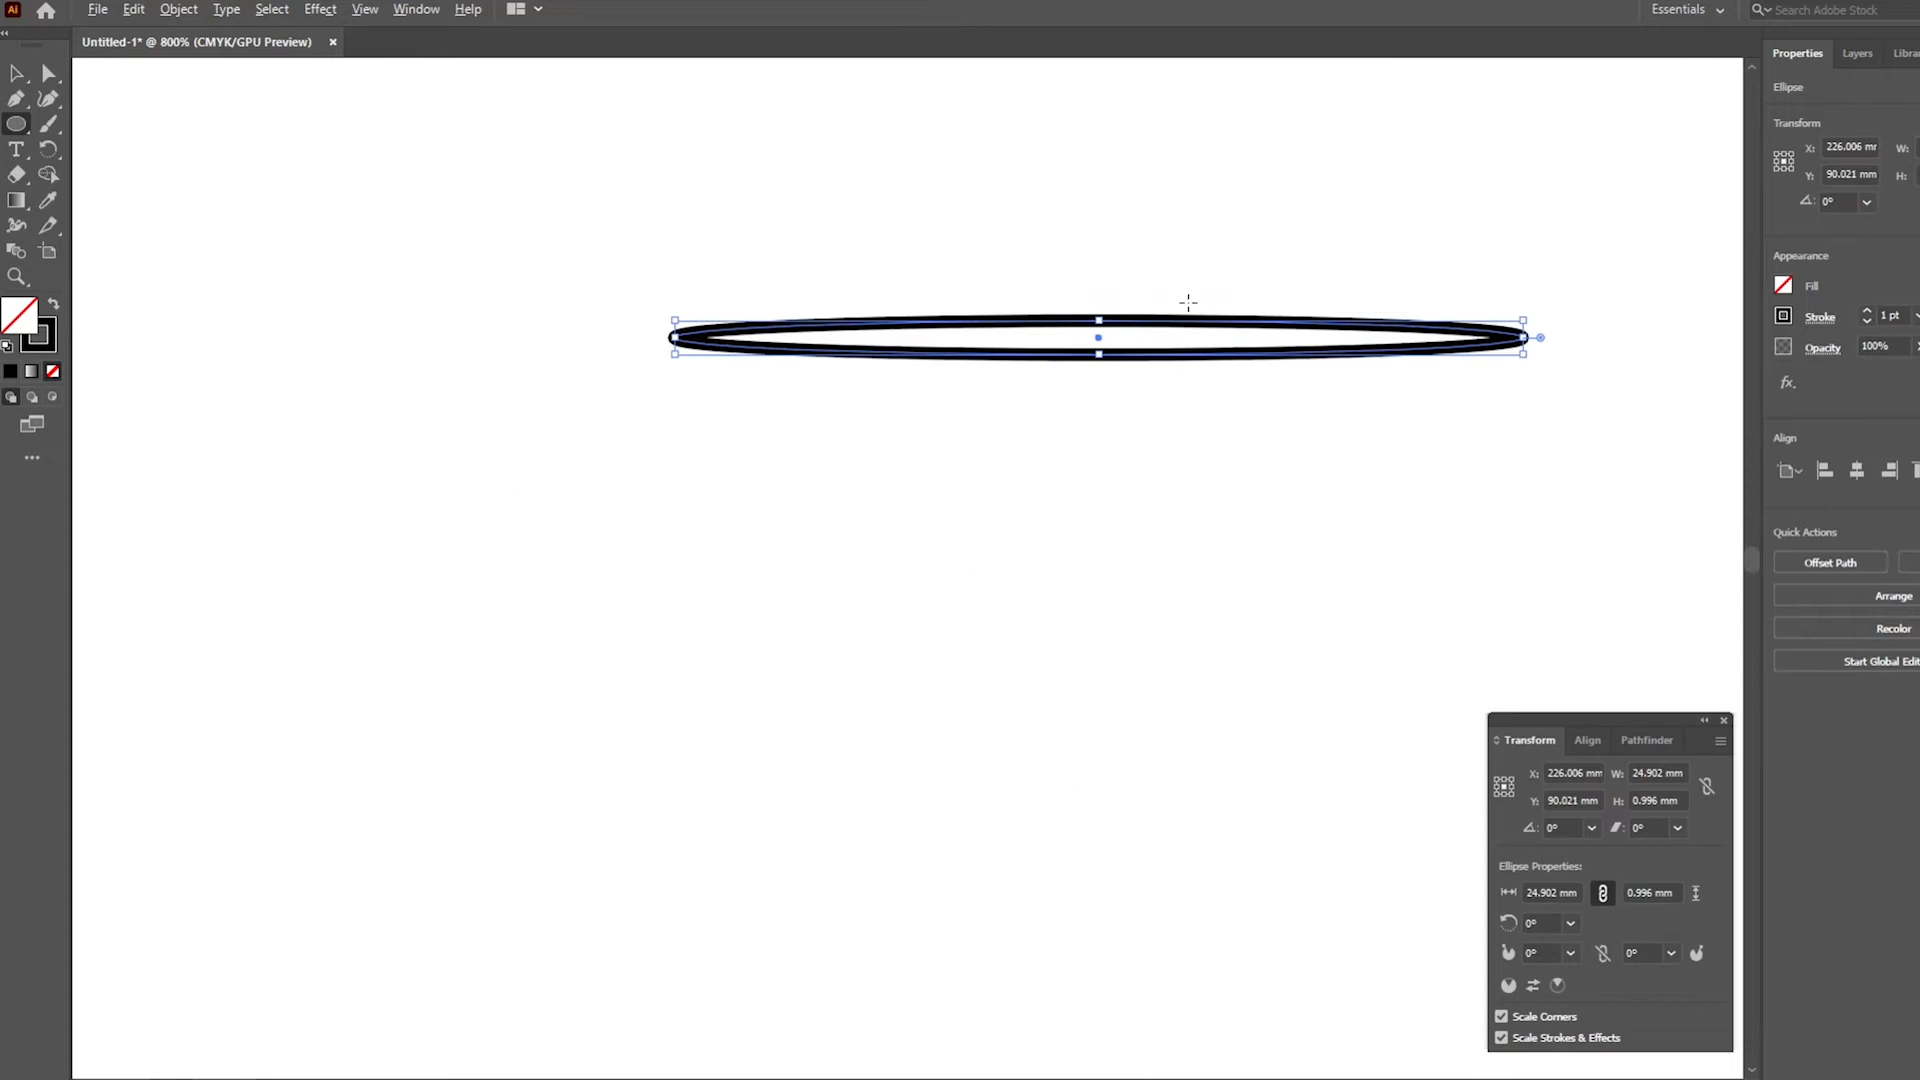 Ai File Edit Object Select Type Effect View Window Help Essentials Search Adobe Stock
Untitled-1* @ 800% (CMYK/GPU Preview) ×
Properties Layers Librar
Ellipse
Transform
X: 226.006 mr W:
Y: 90.021 mm H:
0°
Appearance
Fill
Stroke 1 pt
Opacity 100%
fx.
Align
Quick Actions
Offset Path
Arrange
Recolor
Start Global Edit
Transform Align Pathfinder
X: 226.006 mm W: 24.902 mm
Y: 90.021 mm H: 0.996 mm
0° 0°
Ellipse Properties:
24.902 mm 0.996 mm
0°
0° 0°
Scale Corners
Scale Strokes & Effects